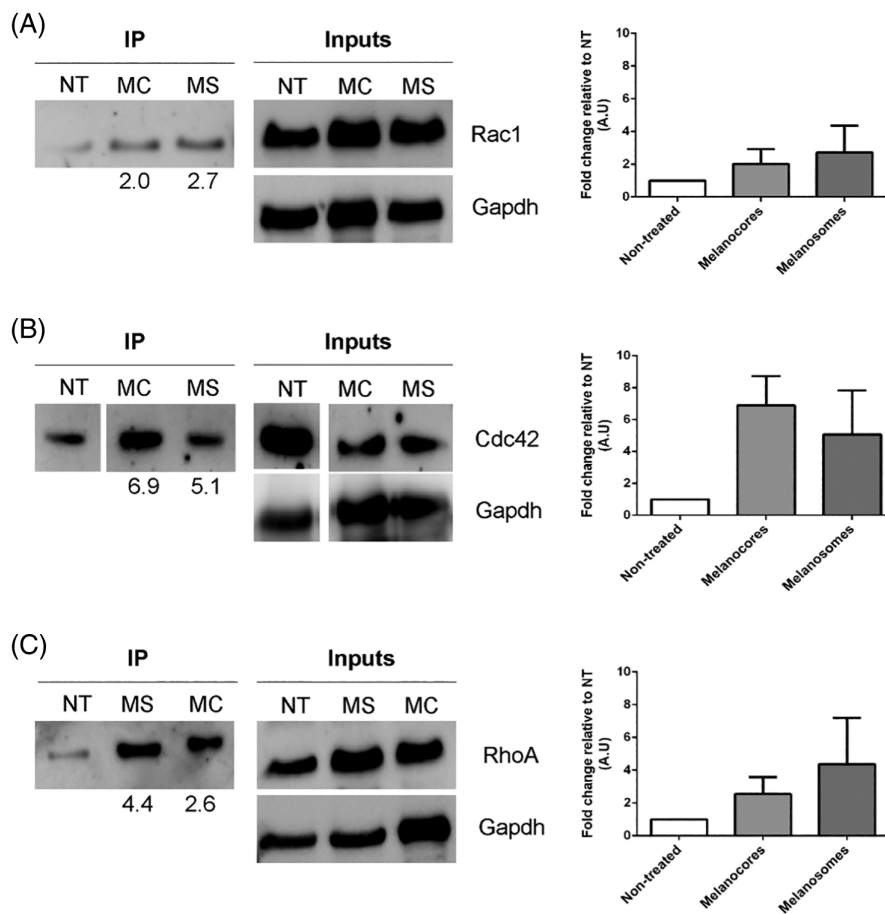 (A)
IP
Inputs
NT MC MS
NT MC MS
Rac1
2.0 2.7
Gapdh
Fold change relative to NT
(A.U)
10
8
6
4
2
0
Non-treated
Melanocores
Melanosomes
(B)
IP
Inputs
NT MC MS
NT MC MS
Cdc42
6.9 5.1
Gapdh
Fold change relative to NT
(A.U)
10
8
6
4
2
0
Non-treated
Melanocores
Melanosomes
(C)
IP
Inputs
NT MS MC
NT MS MC
RhoA
4.4 2.6
Gapdh
Fold change relative to NT
(A.U)
10
8
6
4
2
0
Non-treated
Melanocores
Melanosomes